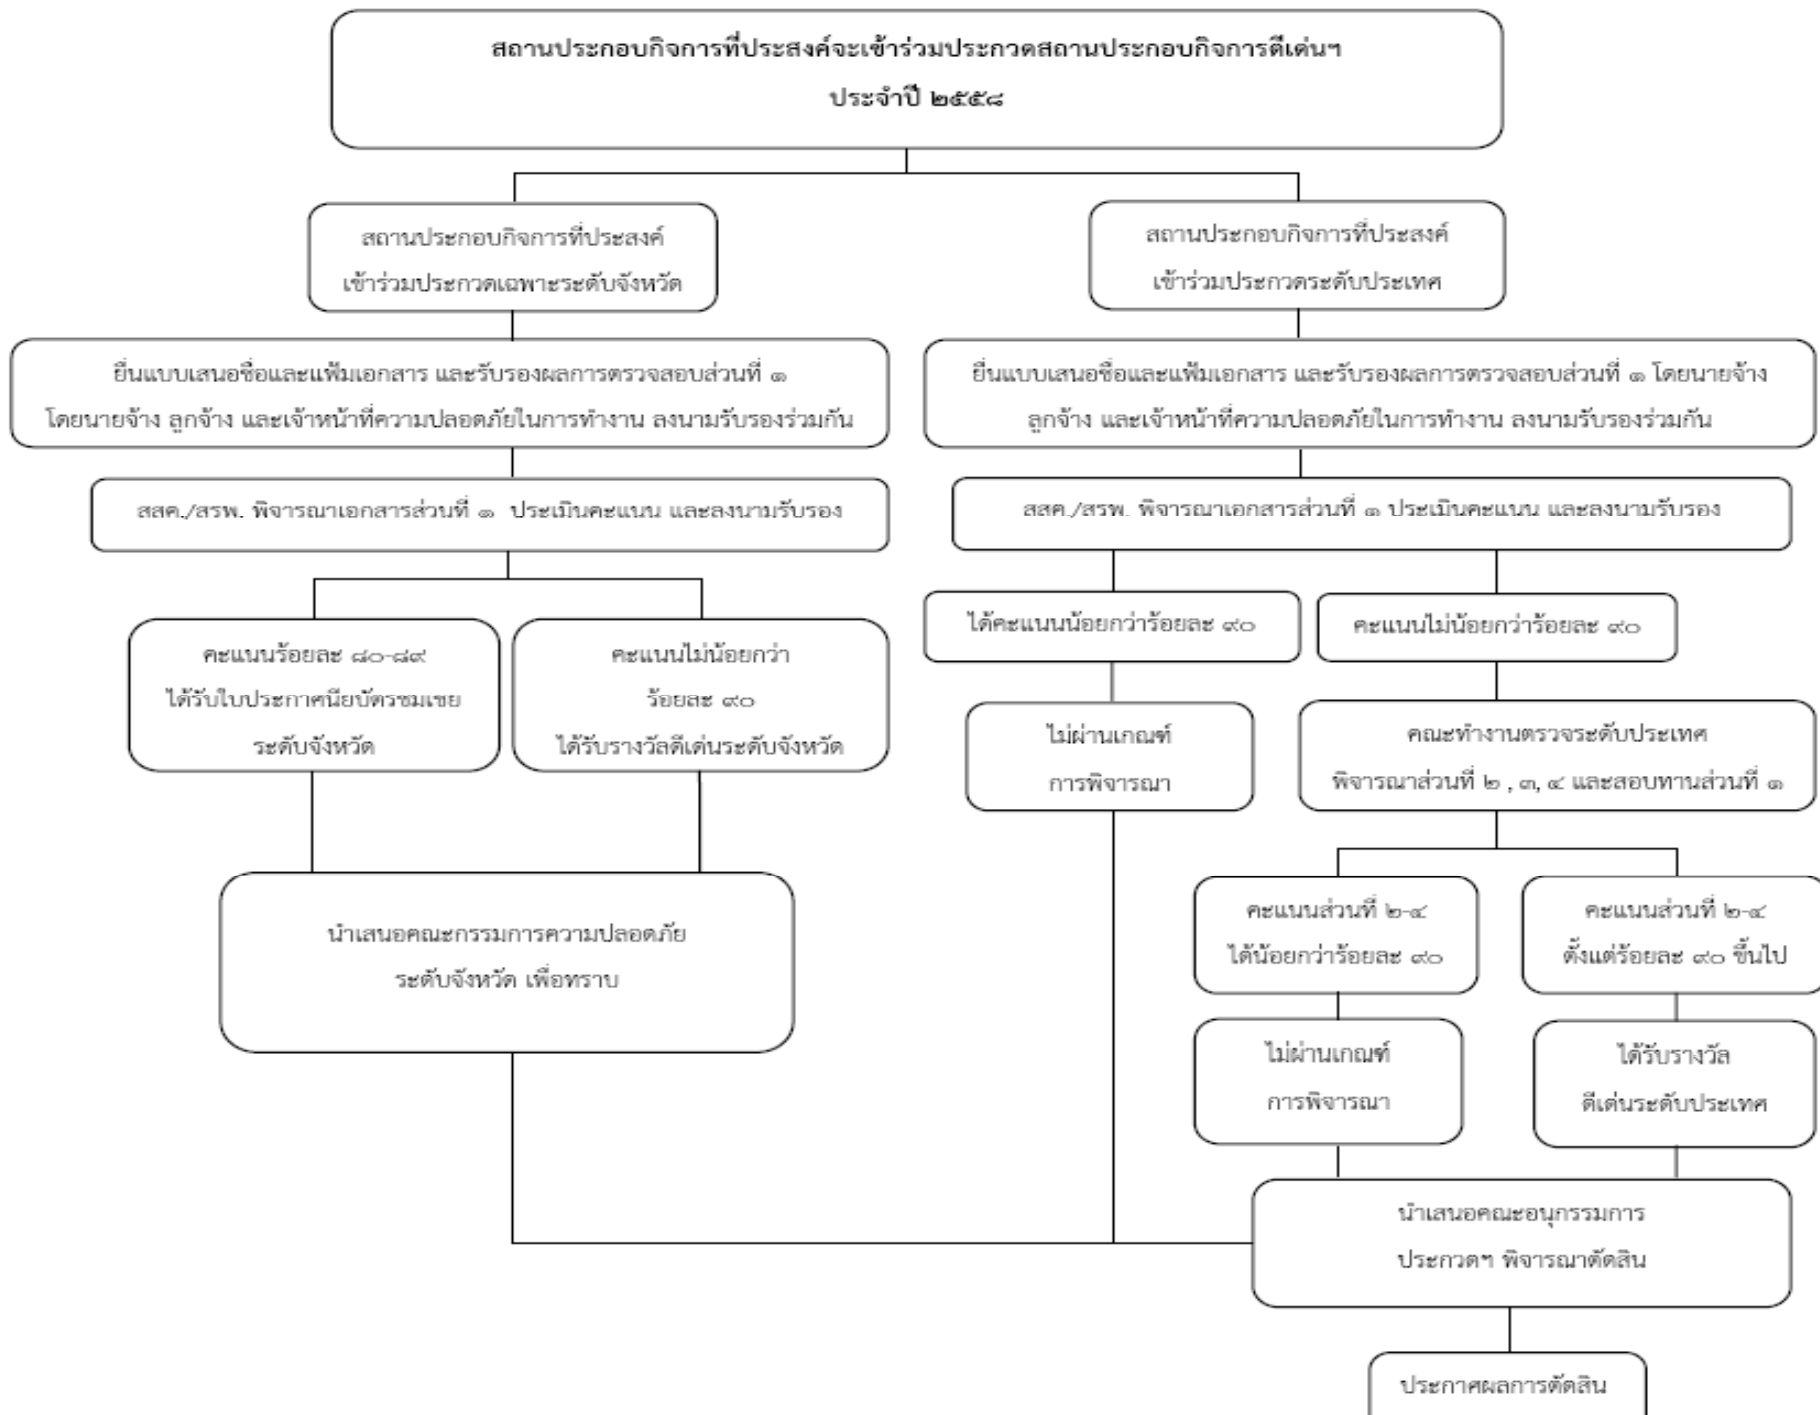 สถานประกอบกิจการที่ประสงค์จะเข้าร่วมประกวดสถานประกอบกิจการดีเด่นฯ
ประจำปี ๒๕๕๘
สถานประกอบกิจการที่ประสงค์
เข้าร่วมประกวดเฉพาะระดับจังหวัด
สถานประกอบกิจการที่ประสงค์
เข้าร่วมประกวดระดับประเทศ
ยื่นแบบเสนอชื่อและแฟ้มเอกสาร และรับรองผลการตรวจสอบส่วนที่ ๑
โดยนายจ้าง ลูกจ้าง และเจ้าหน้าที่ความปลอดภัยในการทำงาน ลงนามรับรองร่วมกัน
ยื่นแบบเสนอชื่อและแฟ้มเอกสาร และรับรองผลการตรวจสอบส่วนที่ ๑ โดยนายจ้าง
ลูกจ้าง และเจ้าหน้าที่ความปลอดภัยในการทำงาน ลงนามรับรองร่วมกัน
สสค./สรพ. พิจารณาเอกสารส่วนที่ ๑ ประเมินคะแนน และลงนามรับรอง
สสค./สรพ. พิจารณาเอกสารส่วนที่ ๑ ประเมินคะแนน และลงนามรับรอง
คะแนนร้อยละ ๘๐-๘๙
ได้รับใบประกาศนียบัตรชมเชย
ระดับจังหวัด
คะแนนไม่น้อยกว่า
ร้อยละ ๙๐
ได้รับรางวัลดีเด่นระดับจังหวัด
ได้คะแนนน้อยกว่าร้อยละ ๙๐
คะแนนไม่น้อยกว่าร้อยละ ๙๐
ไม่ผ่านเกณฑ์
การพิจารณา
คณะทำงานตรวจระดับประเทศ
พิจารณาส่วนที่ ๒ , ๓, ๔ และสอบทานส่วนที่ ๑
นำเสนอคณะกรรมการความปลอดภัย
ระดับจังหวัด เพื่อทราบ
คะแนนส่วนที่ ๒-๔
ได้น้อยกว่าร้อยละ ๙๐
คะแนนส่วนที่ ๒-๔
ตั้งแต่ร้อยละ ๙๐ ขึ้นไป
ไม่ผ่านเกณฑ์
การพิจารณา
ได้รับรางวัล
ดีเด่นระดับประเทศ
นำเสนอคณะอนุกรรมการ
ประกวดฯ พิจารณาตัดสิน
ประกาศผลการตัดสิน